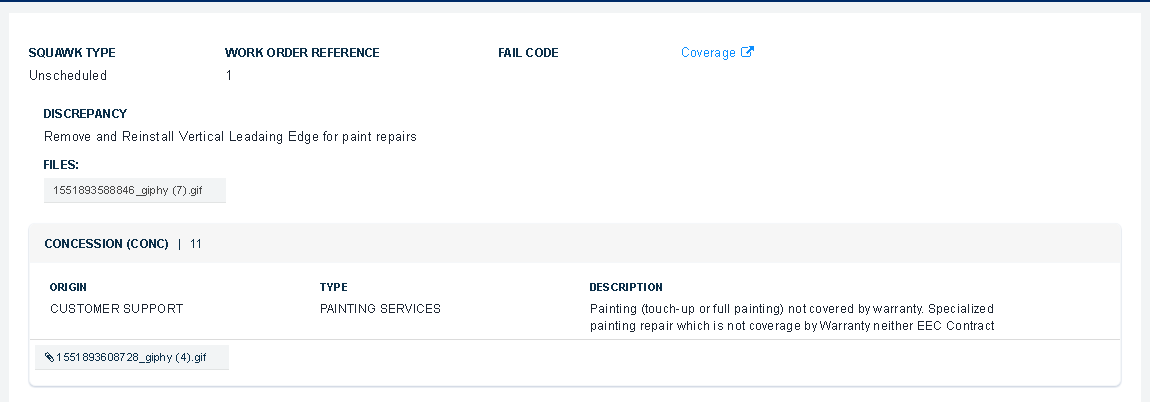 SQUAWK TYPE WORK ORDER REFERENCE FAIL CODE Coverage
Unscheduled 1
DISCREPANCY
Remove and Reinstall Vertical Leadaing Edge for paint repairs
FILES:
1551893588846_giphy (7).gif
CONCESSION (CONC) | 11
ORIGIN TYPE DESCRIPTION
CUSTOMER SUPPORT PAINTING SERVICES Painting (touch-up or full painting) not covered by warranty. Specialized
painting repair which is not coverage by Warranty neither EEC Contract
1551893608728_giphy (4).gif